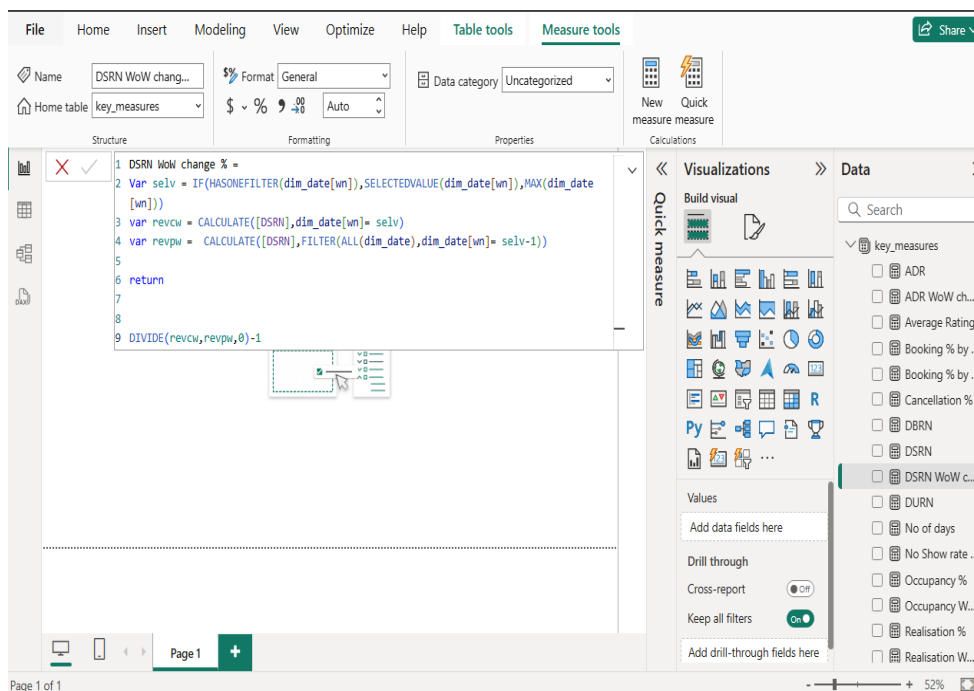 File Home Insert Modeling View Optimize Help Table tools Measure tools Share
Name DSRN WoW chang... $% Format General Data category Uncategorized
Home table key_measures $ % 9 .00 →0 Auto New measure Quick measure
Structure Formatting Properties Calculations
1 DSRN WoW change % =
2 Var selv = IF(HASONEFILTER(dim_date[wn]),SELECTEDVALUE(dim_date[wn]),MAX(dim_date
[wn]))
3 var revcw = CALCULATE([DSRN],dim_date[wn]= selv)
4 var revpw =  CALCULATE([DSRN],FILTER(ALL(dim_date),dim_date[wn]= selv-1))
5
6 return
7
8
9 DIVIDE(revcw,revpw,0)-1
DAX
Quick measure
Visualizations
Build visual
123
R
Py
123
...
Values
Add data fields here
Drill through
Cross-report Off
Keep all filters On
Add drill-through fields here
Data
Search
key_measures
ADR
ADR WoW ch...
Average Rating
Booking % by ...
Booking % by ...
Cancellation %
DBRN
DSRN
DSRN WoW c...
DURN
No of days
No Show rate ...
Occupancy %
Occupancy W...
Realisation %
Realisation W...
Page 1 +
Page 1 of 1
- + 52%